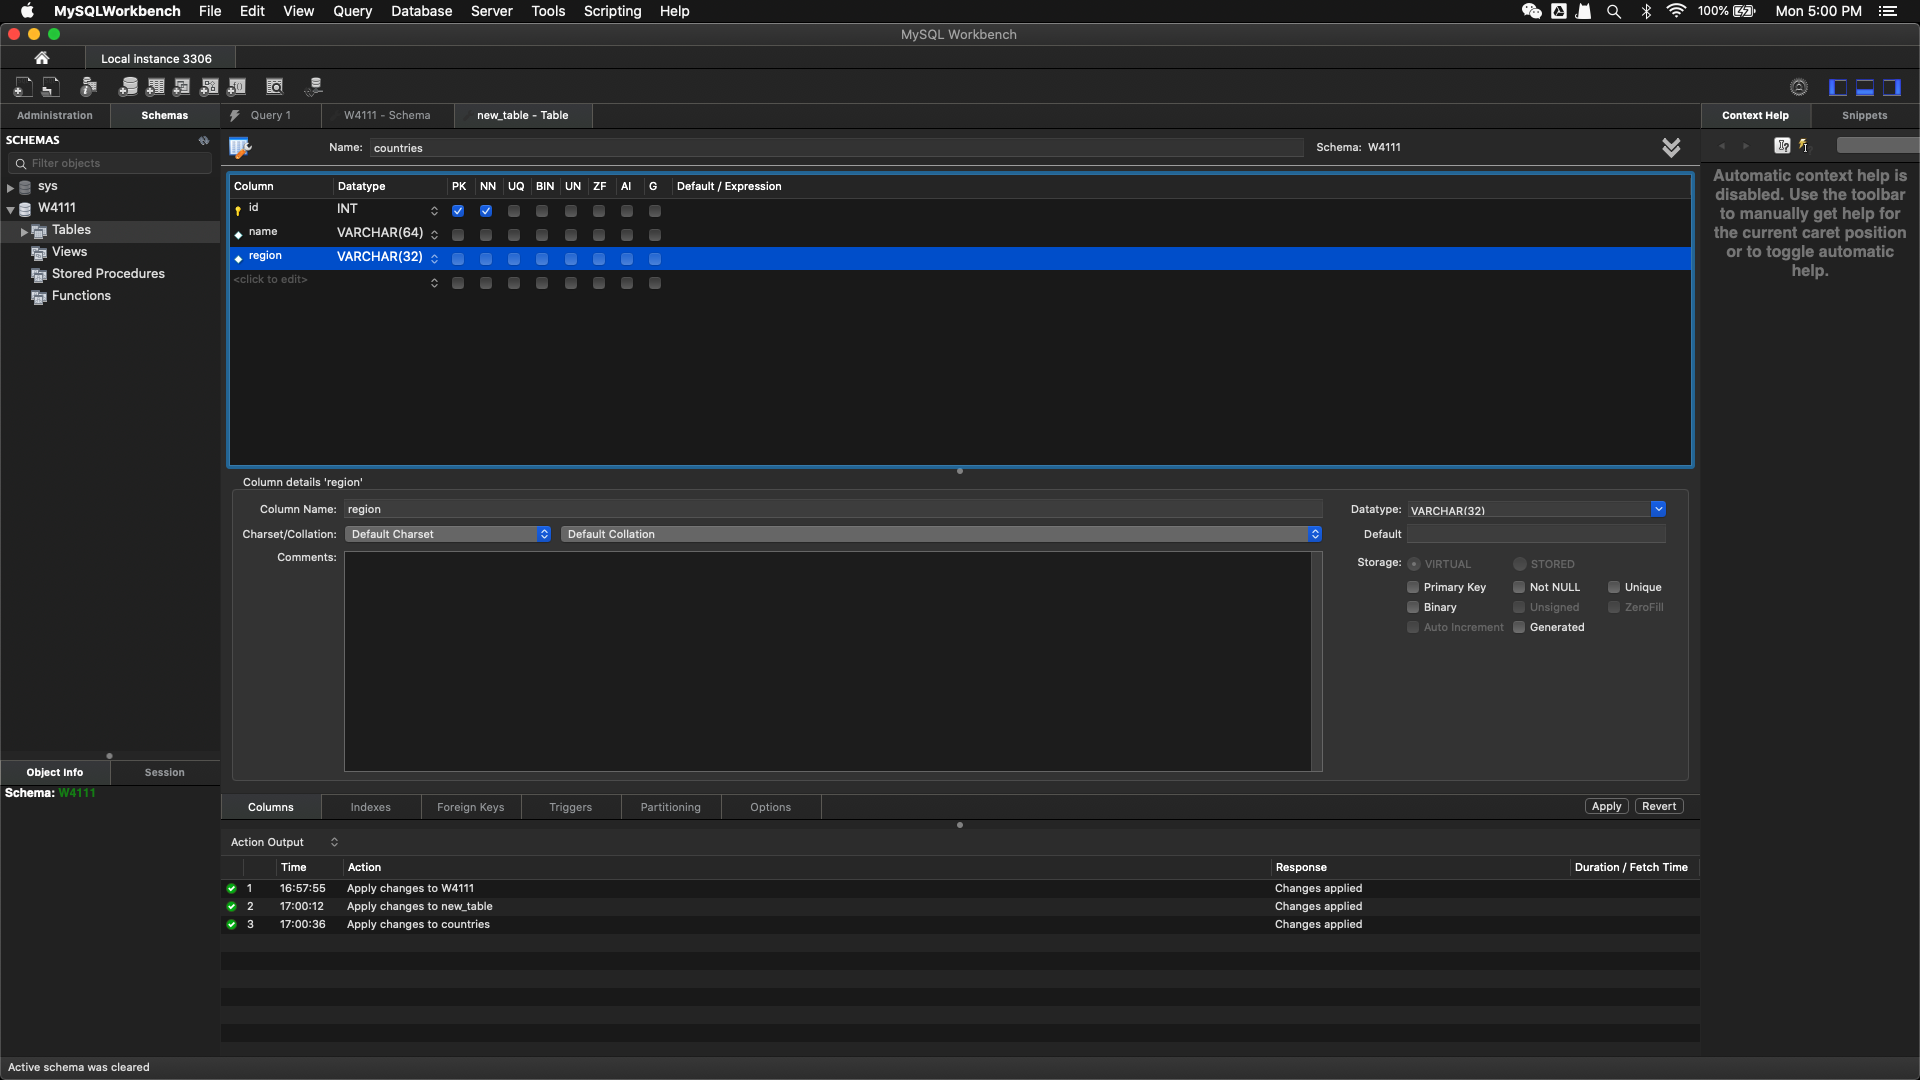 MySQLWorkbench File Edit View Query Database Server Tools Scripting Help 100% Mon 5:00 PM
MySQL Workbench
Local instance 3306
Administration Schemas Query 1 W4111 - Schema new_table - Table Context Help Snippets
SCHEMAS
Name: countries Schema: W4111
Filter objects
sys
W4111
Tables
Views
Stored Procedures
Functions
Column Datatype PK NN UQ BIN UN ZF AI G Default / Expression
id INT
name VARCHAR(64)
region VARCHAR(32)
<click to edit>
Automatic context help is
disabled. Use the toolbar
to manually get help for
the current caret position
or to toggle automatic
help.
Column details 'region'
Column Name: region Datatype: VARCHAR(32)
Charset/Collation: Default Charset Default Collation Default
Comments: Storage: VIRTUAL STORED
Primary Key Not NULL Unique
Binary Unsigned ZeroFill
Auto Increment Generated
Object Info Session
Schema: W4111
Columns Indexes Foreign Keys Triggers Partitioning Options Apply Revert
Action Output
Time Action Response Duration / Fetch Time
1 16:57:55 Apply changes to W4111 Changes applied
2 17:00:12 Apply changes to new_table Changes applied
3 17:00:36 Apply changes to countries Changes applied
Active schema was cleared